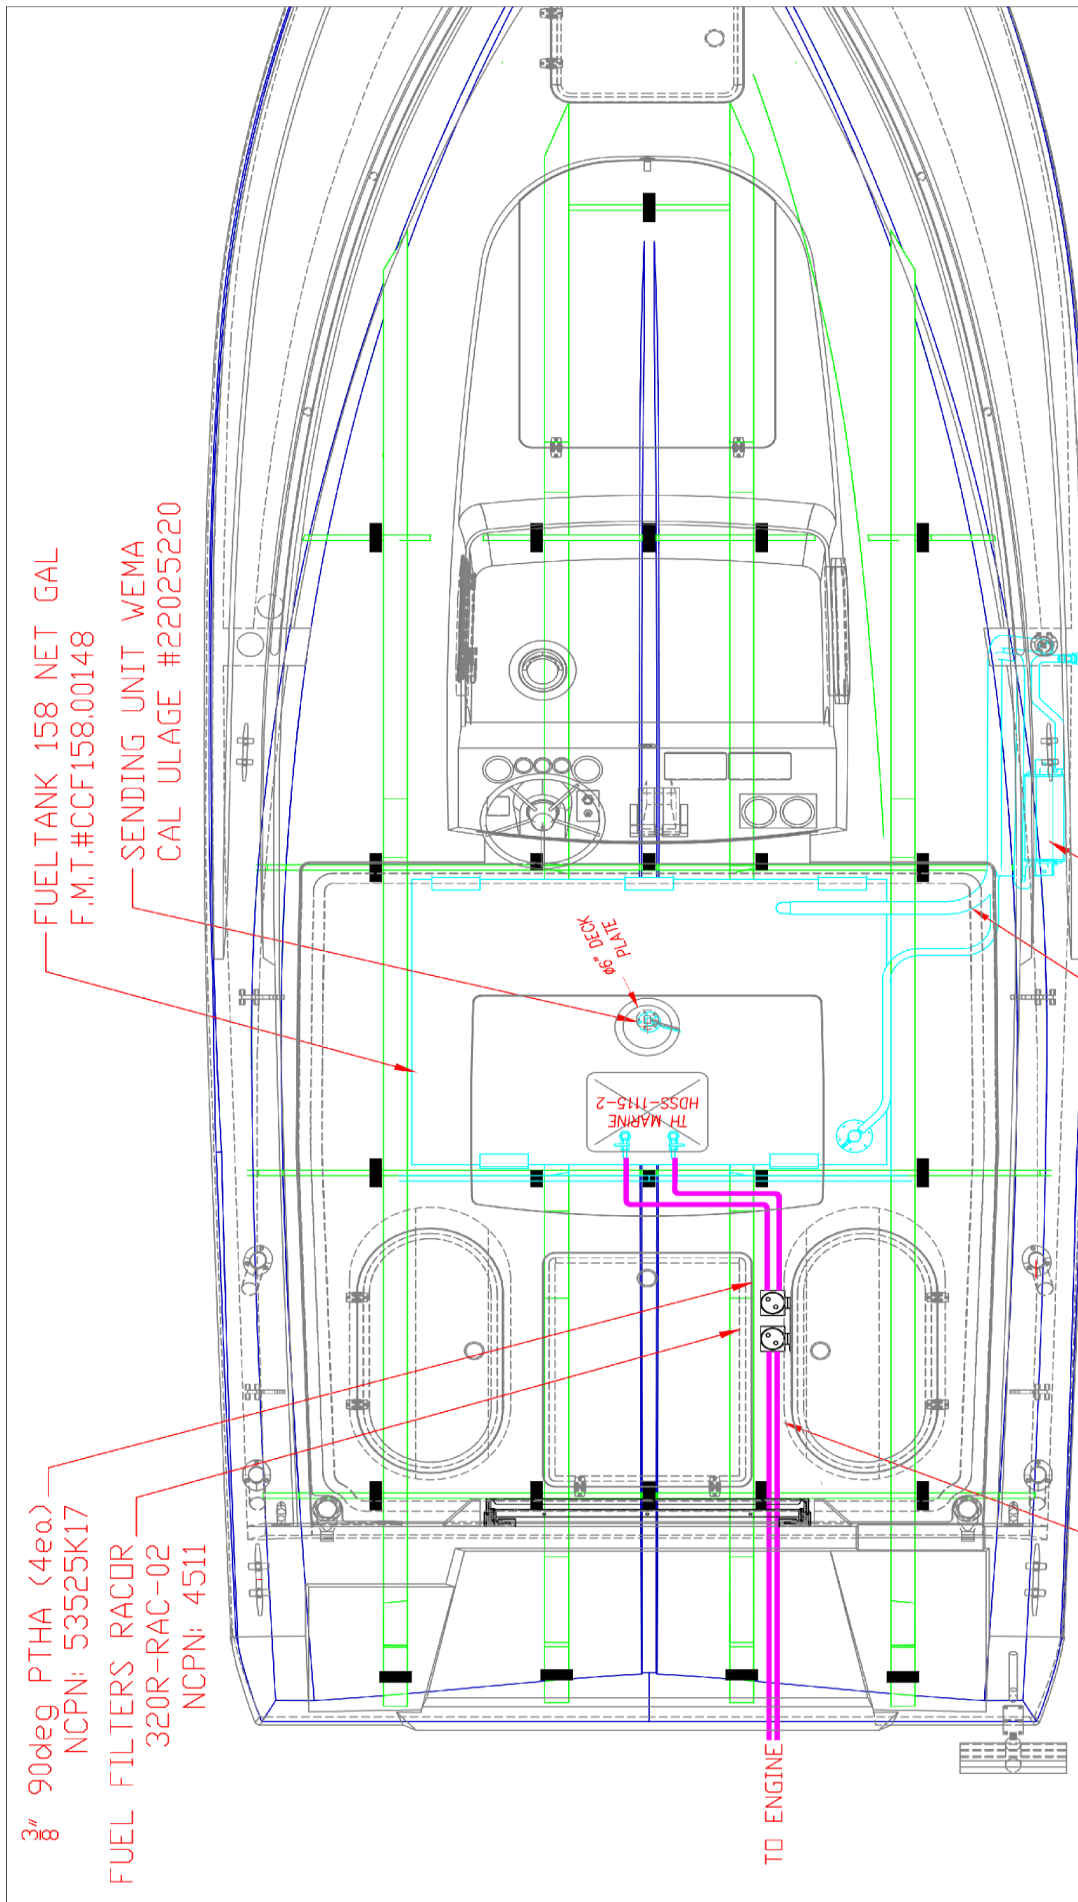 FUELTANK 158 NET GAL
F.M.T.#CCF158.00148
SENDING UNIT WEMA
CAL ULAGE #22025220
ø6" DECK
PLATE
TH MARINE
HDSS-1115-2
3/8" 90deg PTHA (4ea)
NCPN: 53525K17
FUEL FILTERS RACOR
320R-RAC-02
NCPN: 4511
TO ENGINE